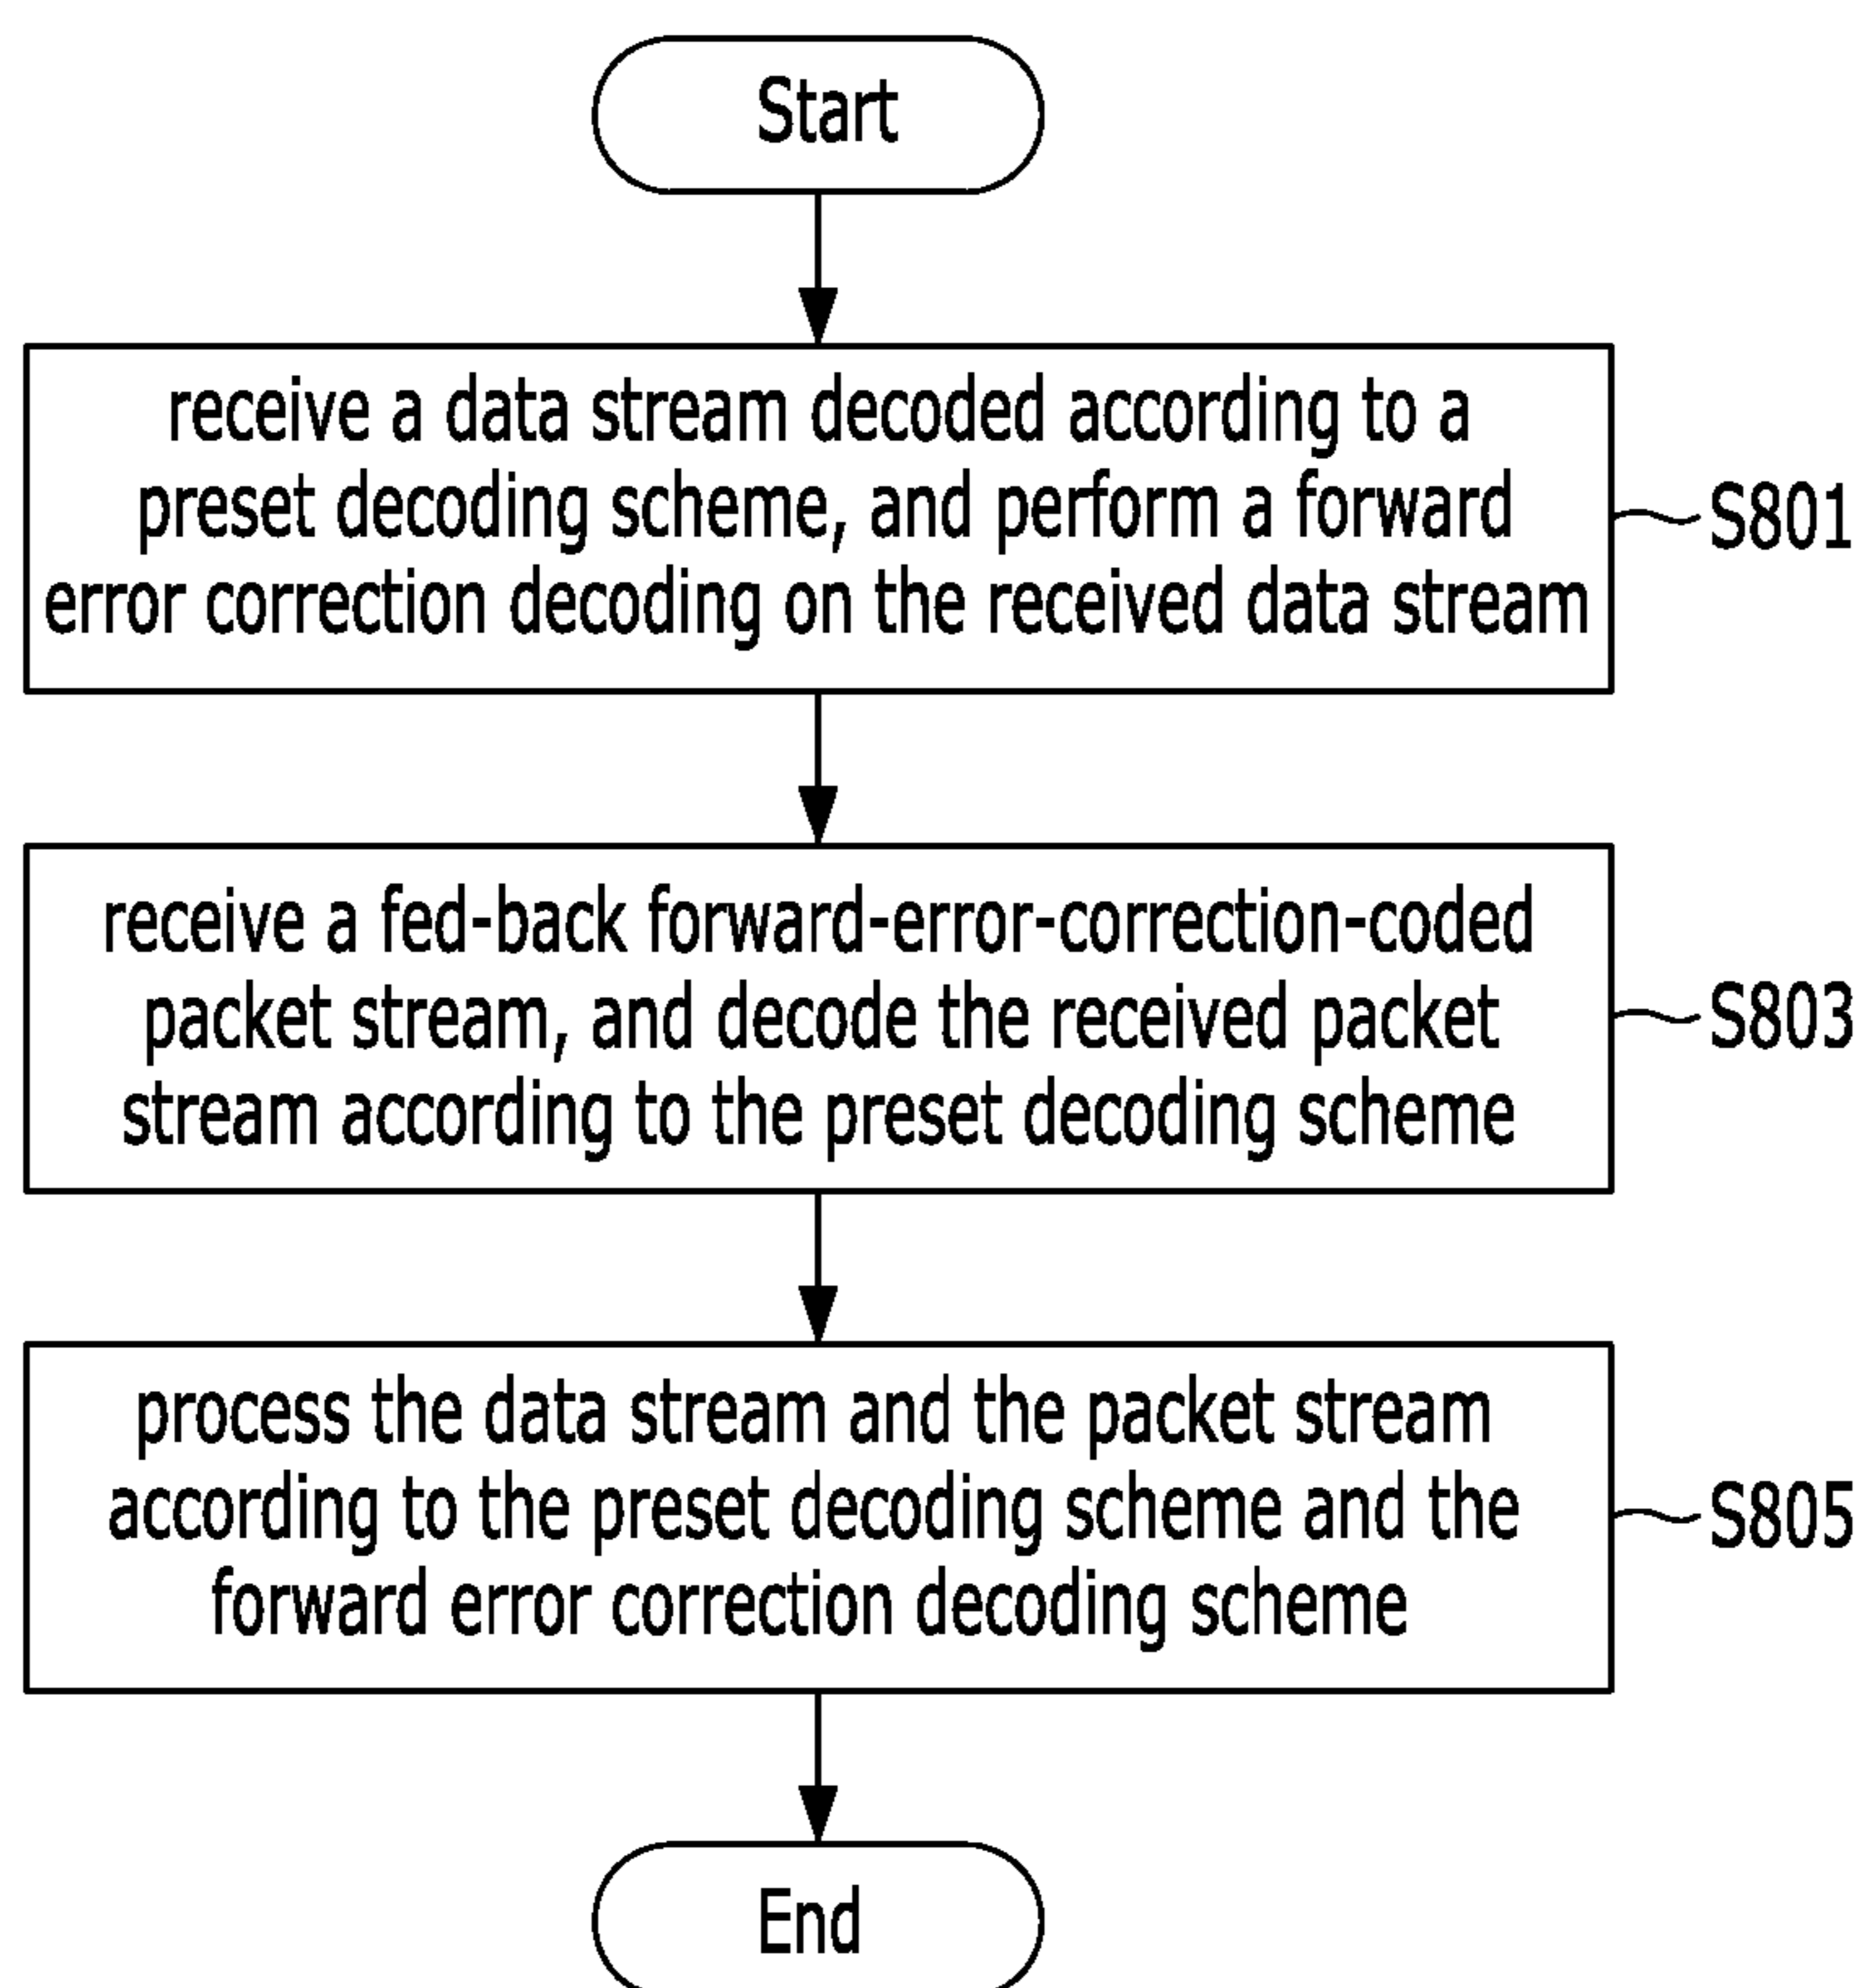 Start
receive a data stream decoded according to a
preset decoding scheme, and perform a forward
error correction decoding on the received data stream
S801
receive a fed-back forward-error-correction-coded
packet stream, and decode the received packet
stream according to the preset decoding scheme
S803
process the data stream and the packet stream
according to the preset decoding scheme and the
forward error correction decoding scheme
S805
End